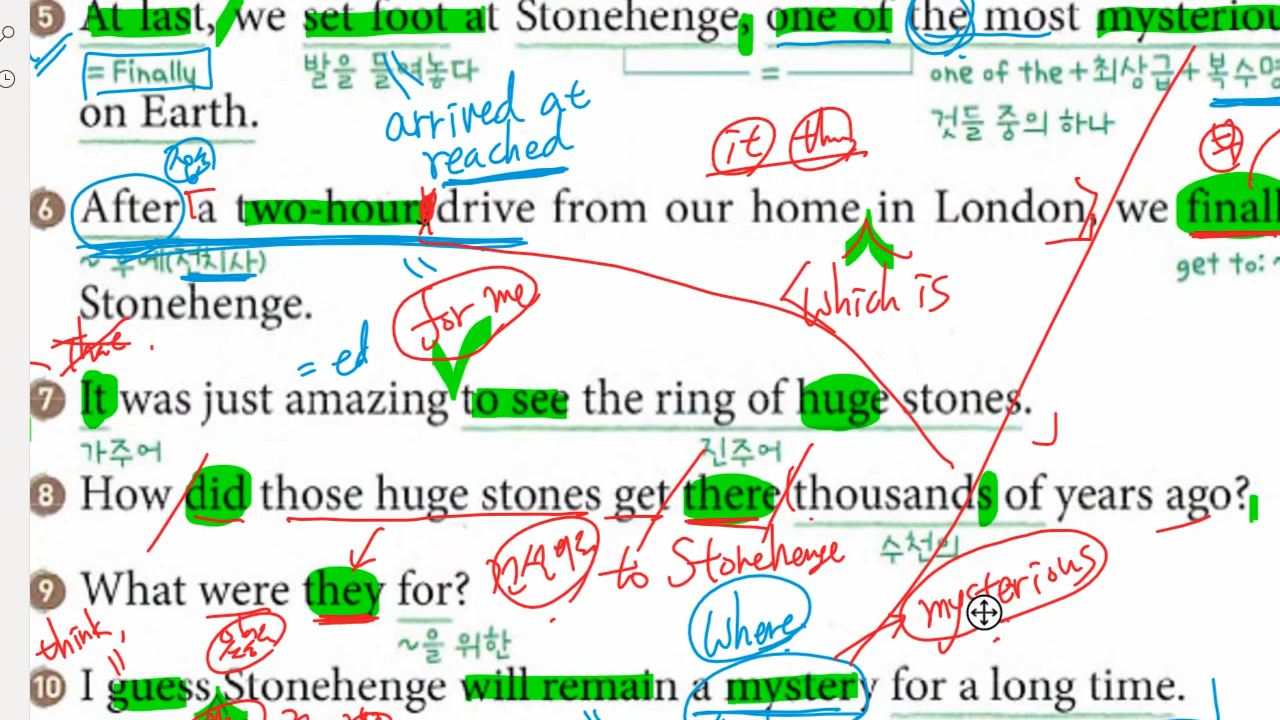 5 At last, we set foot at Stonehenge, one of the most
= Finally 발을 들여놓다 = one of the + 최상급 +
on Earth. arrived at 것들 중의 하나
reached it
6 After a two-hour drive from our home in London, we
~ 후에(전치사) get to:
Stonehenge. for me which is
= ed
7 It was just amazing to see the ring of huge stones.
가주어 진주어
8 How did those huge stones get there thousands of years ago?
to Stonehenge 수천의
9 What were they for? mysterious
think, ~을 위한 where
10 I guess Stonehenge will remain a mystery for a long time.